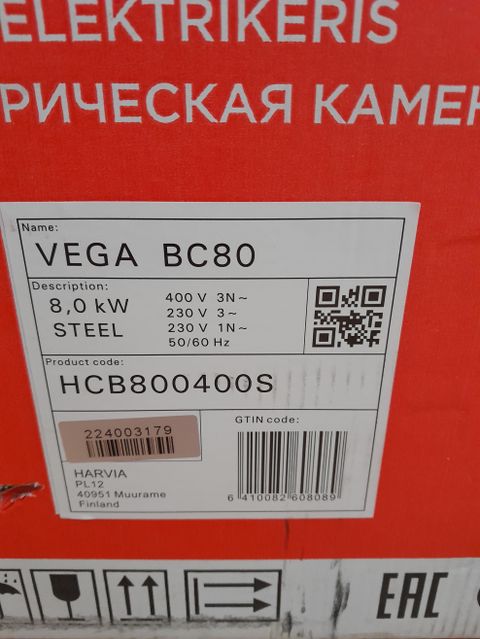 ELEKTRIKERIS
РИЧЕСКАЯ КАМЕН
Name:
VEGA BC80
Description:
8,0 kW
STEEL
400 V 3N~
230 V 3~
230 V 1N~
50/60 Hz
Product code:
HCB800400S
224003179
GTIN code:
6 410082 608089
HARVIA
PL12
40951 Muurame
Finland
EAC